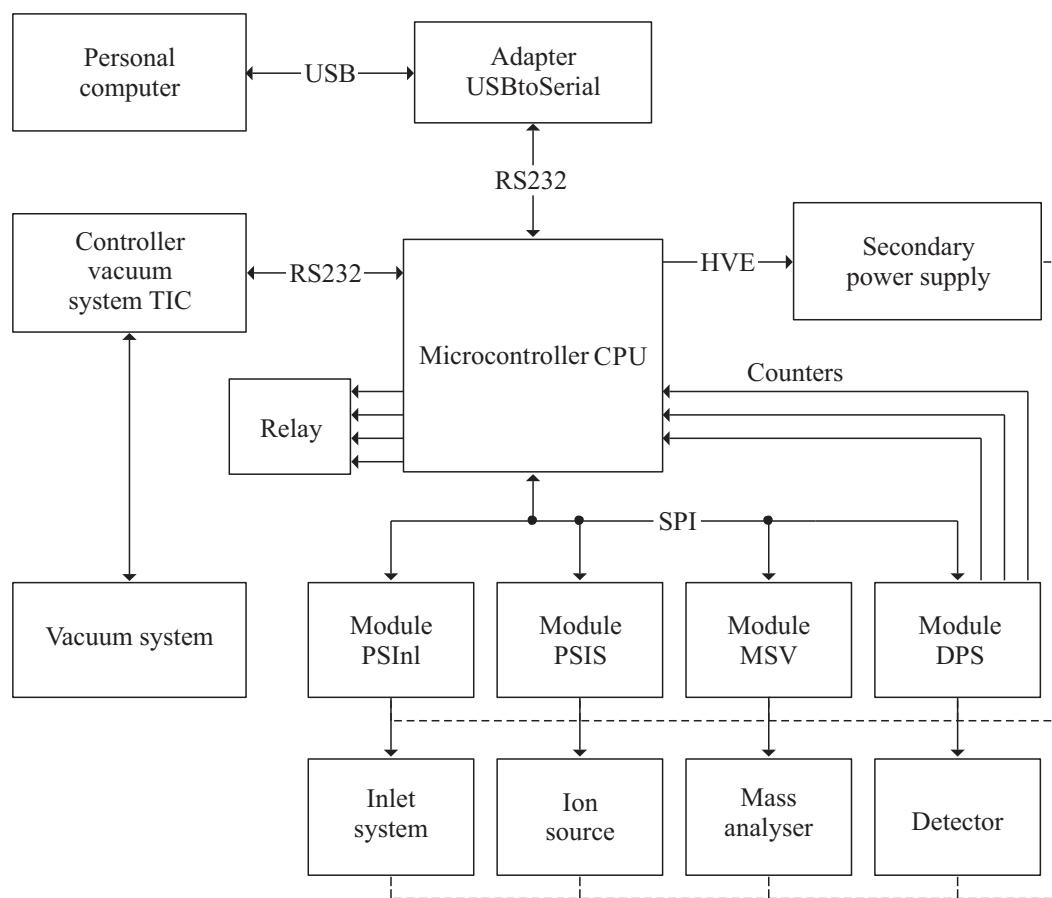 Personal
computer
USB
Adapter
USBtoSerial
RS232
Controller
vacuum
system TIC
RS232
HVE
Secondary
power supply
Microcontroller CPU
Counters
Relay
SPI
Vacuum system
Module
PSInl
Module
PSIS
Module
MSV
Module
DPS
Inlet
system
Ion
source
Mass
analyser
Detector